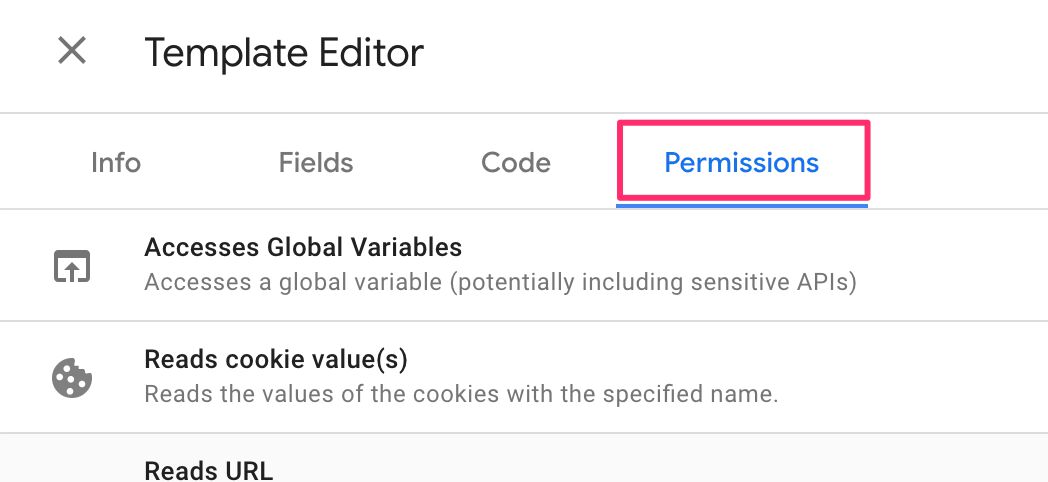 Template Editor
Info Fields Code Permissions
Accesses Global Variables
Accesses a global variable (potentially including sensitive APIs)
Reads cookie value(s)
Reads the values of the cookies with the specified name.
Reads URL